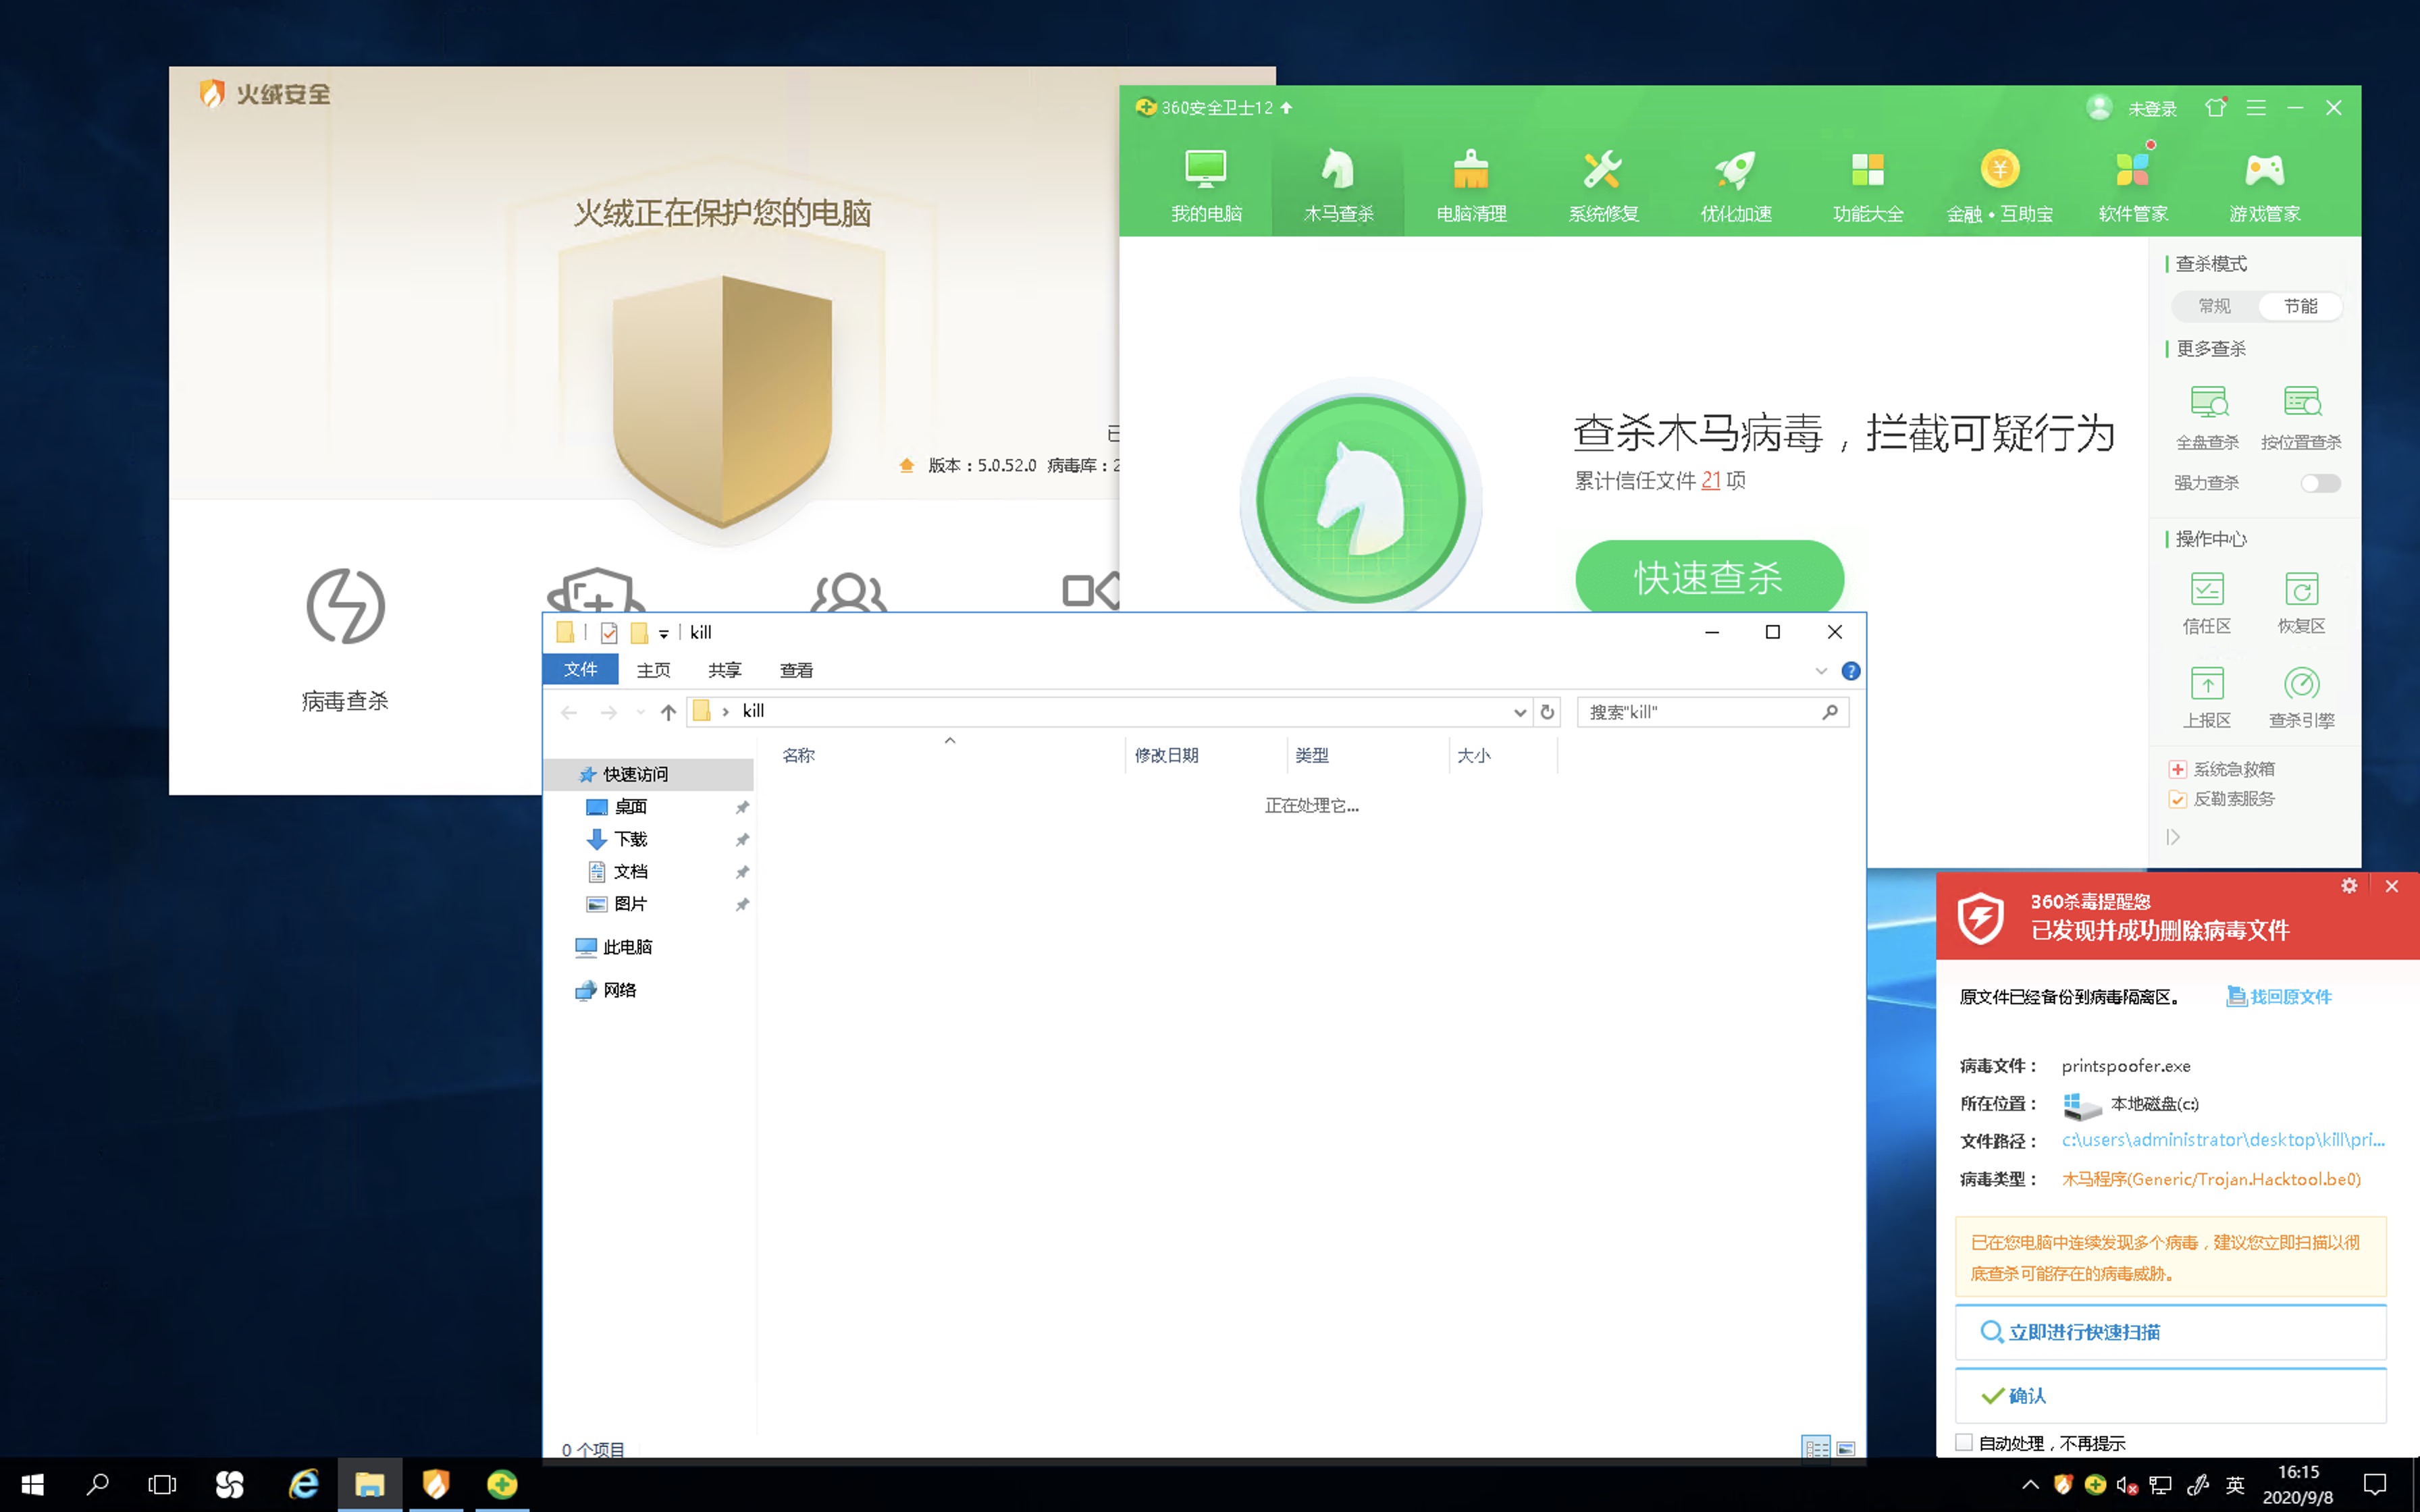 火绒安全
火绒正在保护您的电脑
已
版本：5.0.52.0 病毒库：2
病毒查杀
360安全卫士12
未登录
我的电脑
木马查杀
电脑清理
系统修复
优化加速
功能大全
金融•互助宝
软件管家
游戏管家
查杀木马病毒，拦截可疑行为
累计信任文件 21 项
快速查杀
查杀模式
常规 节能
更多查杀
全盘查杀 按位置查杀
强力查杀
操作中心
信任区 恢复区
上报区 查杀引擎
系统急救箱
反勒索服务
kill
文件 主页 共享 查看
kill
搜索"kill"
名称 修改日期 类型 大小
正在处理它...
快速访问
桌面
下载
文档
图片
此电脑
网络
0 个项目
360杀毒提醒您
已发现并成功删除病毒文件
原文件已经备份到病毒隔离区。 找回原文件
病毒文件： printspoofer.exe
所在位置： 本地磁盘(c:)
文件路径： c:\users\administrator\desktop\kill\pri...
病毒类型： 木马程序(Generic/Trojan.Hacktool.be0)
已在您电脑中连续发现多个病毒，建议您立即扫描以彻
底查杀可能存在的病毒威胁。
立即进行快速扫描
确认
自动处理，不再提示
英
16:15
2020/9/8